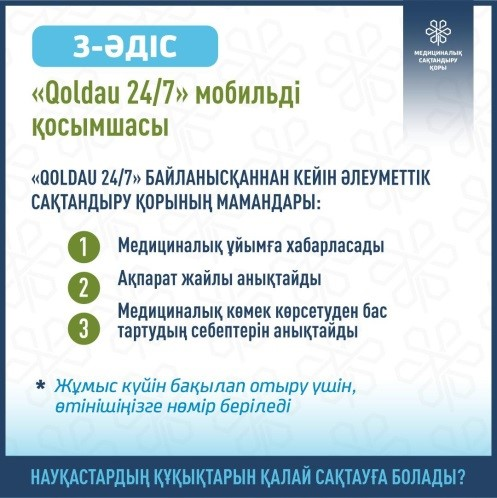 3-ӘДІС
МЕДИЦИНАЛЫҚ
САҚТАНДЫРУ
ҚОРЫ
«Qoldau 24/7» мобильді
қосымшасы
«QOLDAU 24/7» БАЙЛАНЫСҚАННАН КЕЙІН ӘЛЕУМЕТТІК
САҚТАНДЫРУ ҚОРЫНЫҢ МАМАНДАРЫ:
1 Медициналық ұйымға хабарласады
2 Ақпарат жайлы анықтайды
3 Медициналық көмек көрсетуден бас
тартудың себептерін анықтайды
* Жұмыс күйін бақылап отыру үшін,
өтінішіңізге нөмір беріледі
НАУҚАСТАРДЫҢ ҚҰҚЫҚТАРЫН ҚАЛАЙ САҚТАУҒА БОЛАДЫ?